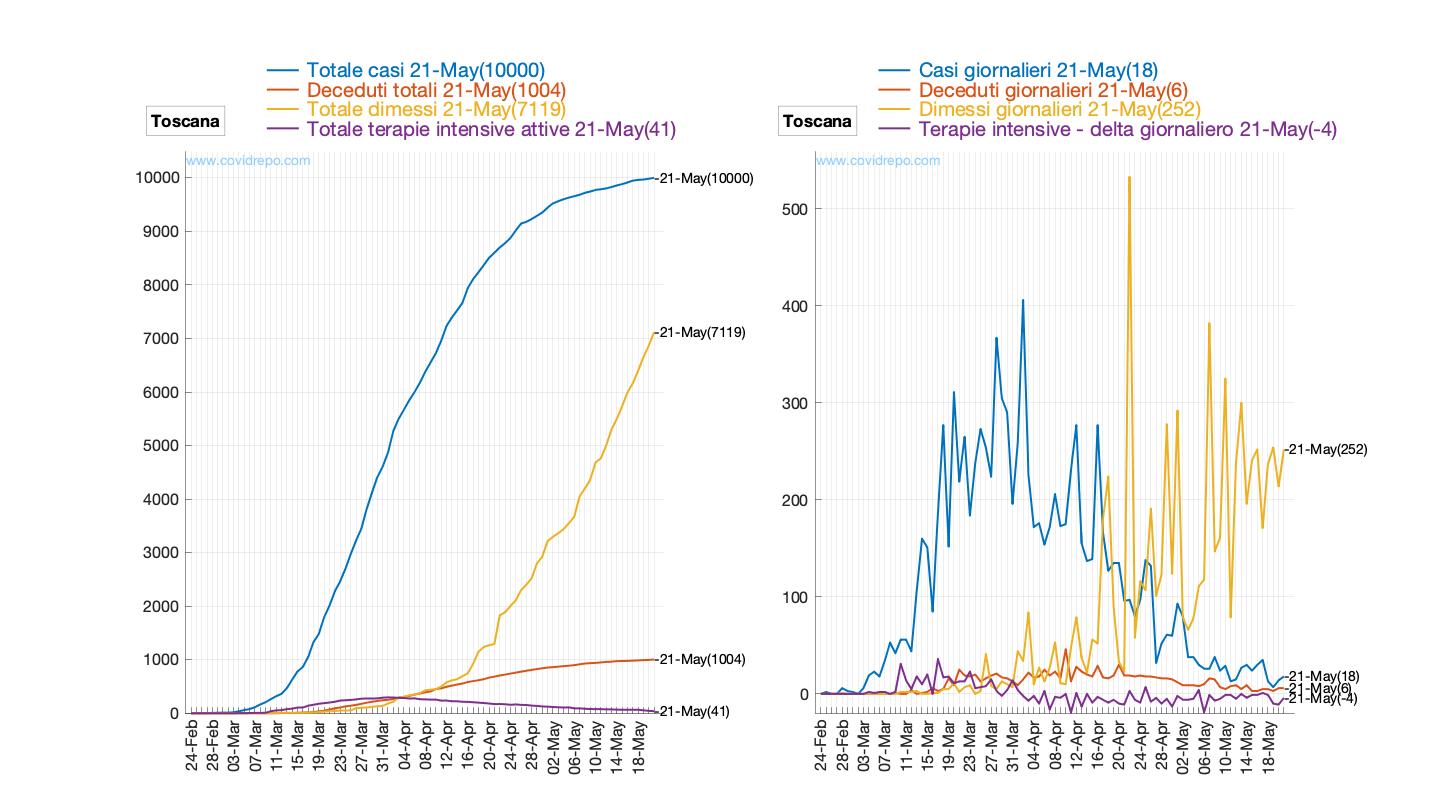 Totale casi 21-May(10000)
Deceduti totali 21-May(1004)
Totale dimessi 21-May(7119)
Totale terapie intensive attive 21-May(41)
Toscana
www.covidrepo.com
10000
9000
8000
7000
6000
5000
4000
3000
2000
1000
0
21-May(10000)
21-May(7119)
21-May(1004)
21-May(41)
24-Feb
28-Feb
03-Mar
07-Mar
11-Mar
15-Mar
19-Mar
23-Mar
27-Mar
31-Mar
04-Apr
08-Apr
12-Apr
16-Apr
20-Apr
24-Apr
28-Apr
02-May
06-May
10-May
14-May
18-May
Casi giornalieri 21-May(18)
Deceduti giornalieri 21-May(6)
Dimessi giornalieri 21-May(252)
Terapie intensive - delta giornaliero 21-May(-4)
Toscana
www.covidrepo.com
500
400
300
200
100
0
21-May(252)
21-May(18)
21-May(6)
21-May(-4)
24-Feb
28-Feb
03-Mar
07-Mar
11-Mar
15-Mar
19-Mar
23-Mar
27-Mar
31-Mar
04-Apr
08-Apr
12-Apr
16-Apr
20-Apr
24-Apr
28-Apr
02-May
06-May
10-May
14-May
18-May